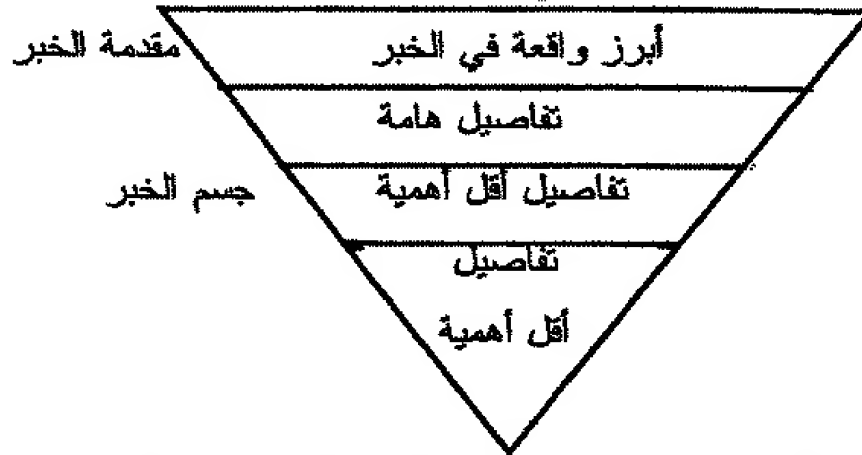 مقدمة الخبر
أبرز واقعة في الخبر
تفاصيل هامة
جسم الخبر
تفاصيل أقل أهمية
تفاصيل
أقل أهمية